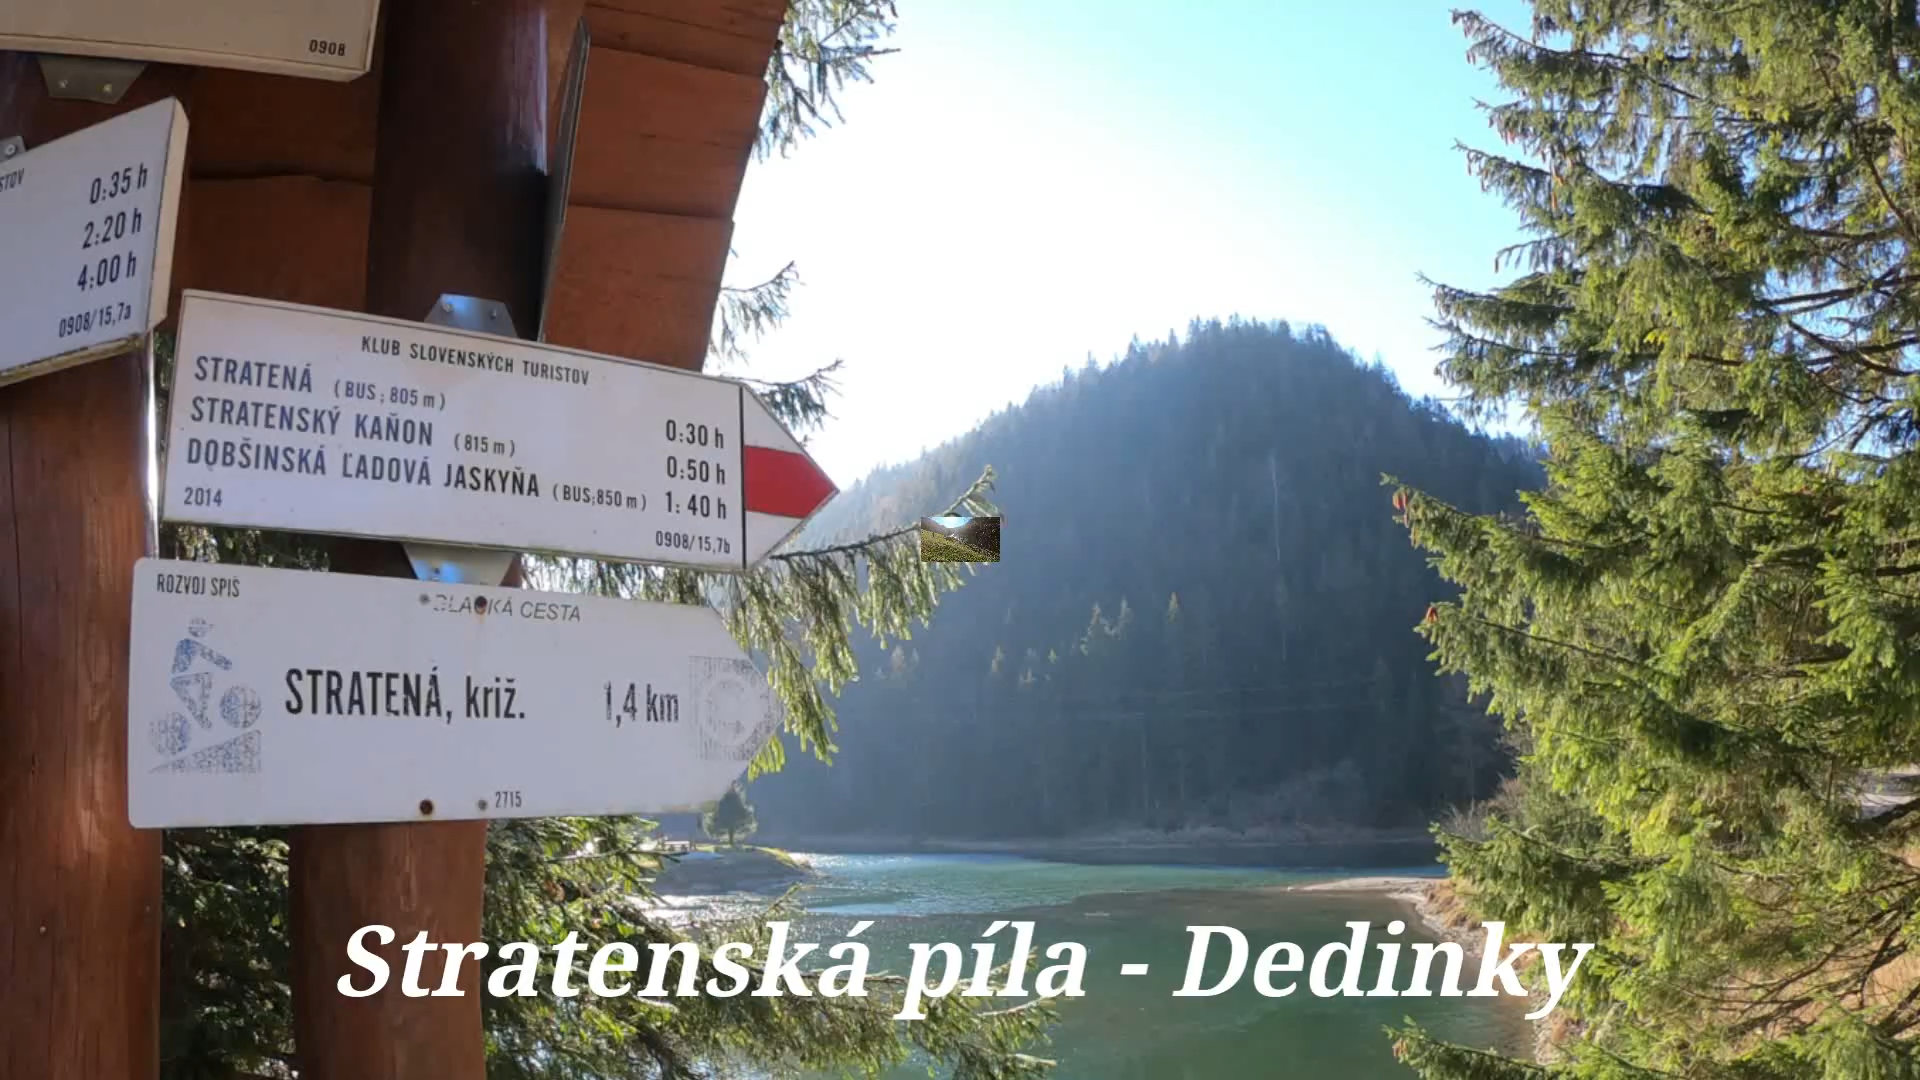 0908
0:35 h
2:20 h
4:00 h
0908/15,7a
KLUB SLOVENSKÝCH TURISTOV
STRATENÁ (BUS; 805 m) 0:30 h
STRATENSKÝ KAŇON (815 m) 0:50 h
DOBŠINSKÁ ĽADOVÁ JASKYŇA (BUS;850 m) 1:40 h
2014
0908/15,7b
ROZVOJ SPIŠ
CESTA
STRATENÁ, križ. 1,4 km
2715
Stratenská píla - Dedinky